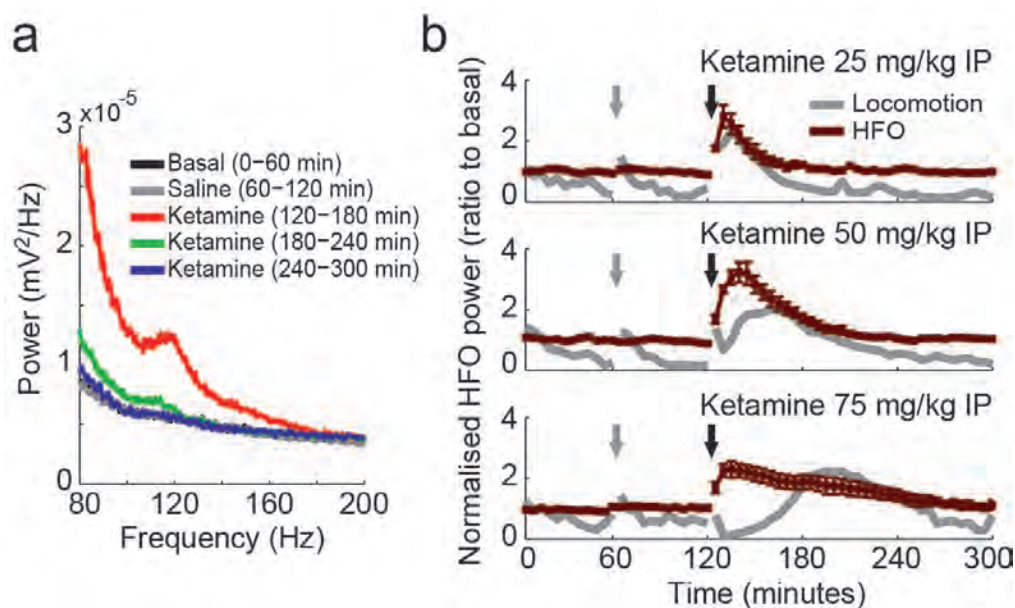 a
×10⁻⁵
3
2
1
0
Power (mV²/Hz)
Basal (0−60 min)
Saline (60−120 min)
Ketamine (120−180 min)
Ketamine (180−240 min)
Ketamine (240−300 min)
80 120 160 200
Frequency (Hz)
b
Normalised HFO power (ratio to basal)
Ketamine 25 mg/kg IP
Locomotion
HFO
4
2
0
Ketamine 50 mg/kg IP
4
2
0
Ketamine 75 mg/kg IP
4
2
0
0 60 120 180 240 300
Time (minutes)